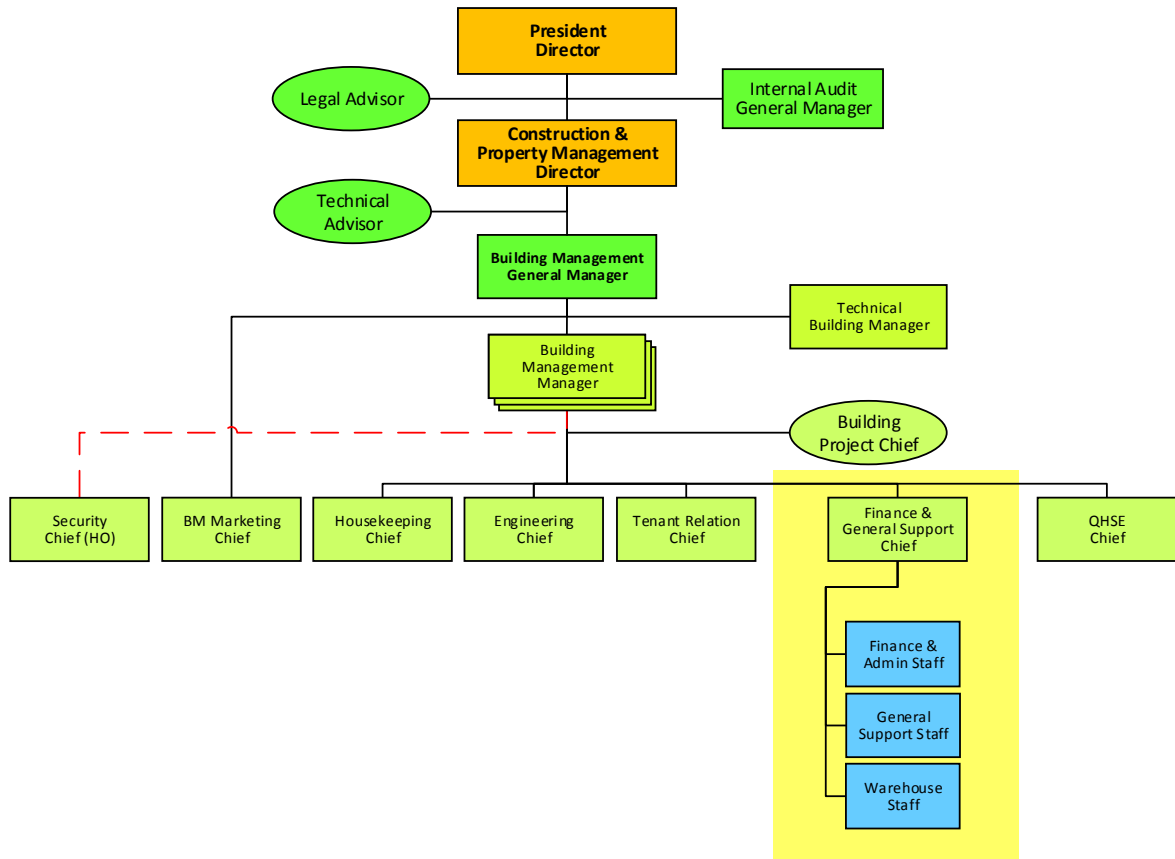 President
Director
Legal Advisor
Internal Audit
General Manager
Construction &
Property Management
Director
Technical
Advisor
Building Management
General Manager
Technical
Building Manager
Building
Management
Manager
Building
Project Chief
Security
Chief (HO)
BM Marketing
Chief
Housekeeping
Chief
Engineering
Chief
Tenant Relation
Chief
Finance &
General Support
Chief
QHSE
Chief
Finance &
Admin Staff
General
Support Staff
Warehouse
Staff